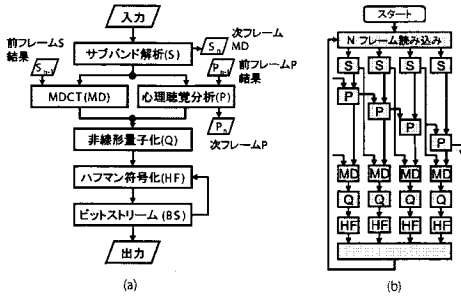 入力
前フレームS
結果
Sn-1
サブバンド解析(S)
Sn
次フレーム
MD
前フレームP
結果
Pn-1
MDCT(MD)
心理聴覚分析(P)
Pn
次フレームP
非線形量子化(Q)
ハフマン符号化(HF)
ビットストリーム(BS)
出力
(a)
スタート
N フレーム読み込み
S S S S
P
P
P
P
MD MD MD MD
Q Q Q Q
HF HF HF HF
(b)